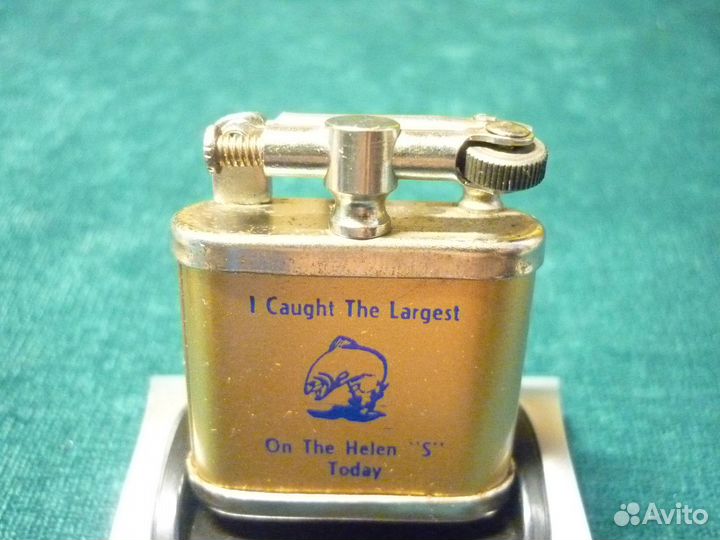 I Caught The Largest
On The Helen "S"
Today
Avito